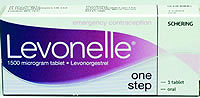 emergency contraception
SCHERING
Levonelle®
1500 microgram tablet • Levonorgestrel
one
step
1 tablet
oral